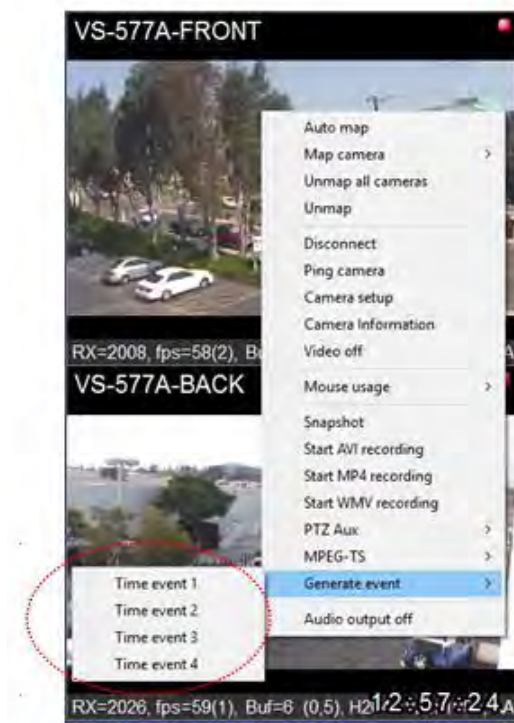 VS-577A-FRONT
Auto map
Map camera >
Unmap all cameras
Unmap
Disconnect
Ping camera
Camera setup
Camera Information
Video off
RX=2008, fps=58(2),
VS-577A-BACK
Mouse usage >
Snapshot
Start AVI recording
Start MP4 recording
Start WMV recording
PTZ Aux >
MPEG-TS >
Generate event >
Audio output off
Time event 1
Time event 2
Time event 3
Time event 4
RX=2026, fps=59(1), Buf=6 (0,5),
12:57:24